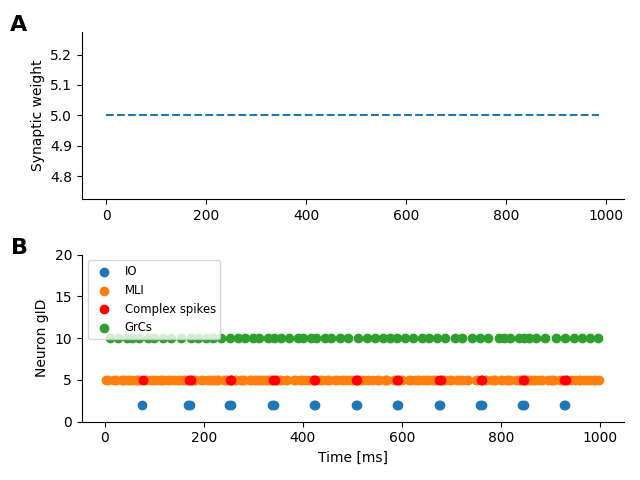 A
Synaptic weight
5.2
5.1
5.0
4.9
4.8
0 200 400 600 800 1000
B
Neuron gID
20
15
10
5
0
IO
MLI
Complex spikes
GrCs
0 200 400 600 800 1000
Time [ms]